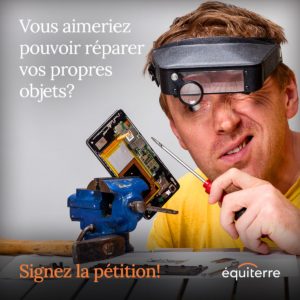 Vous aimeriez
pouvoir réparer
vos propres
objets?
Signez la pétition!
équiterre